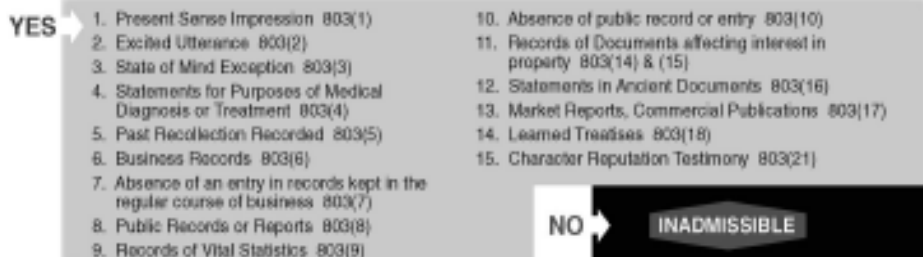 YES
1. Present Sense Impression 803(1)
2. Excited Utterance 803(2)
3. State of Mind Exception 803(3)
4. Statements for Purposes of Medical
Diagnosis or Treatment 803(4)
5. Past Recollection Recorded 803(5)
6. Business Records 803(6)
7. Absence of an entry in records kept in the
regular course of business 803(7)
8. Public Records or Reports 803(8)
9. Records of Vital Statistics 803(9)
10. Absence of public record or entry 803(10)
11. Records of Documents affecting interest in
property 803(14) & (15)
12. Statements in Ancient Documents 803(16)
13. Market Reports, Commercial Publications 803(17)
14. Learned Treatises 803(18)
15. Character Reputation Testimony 803(21)
NO
INADMISSIBLE